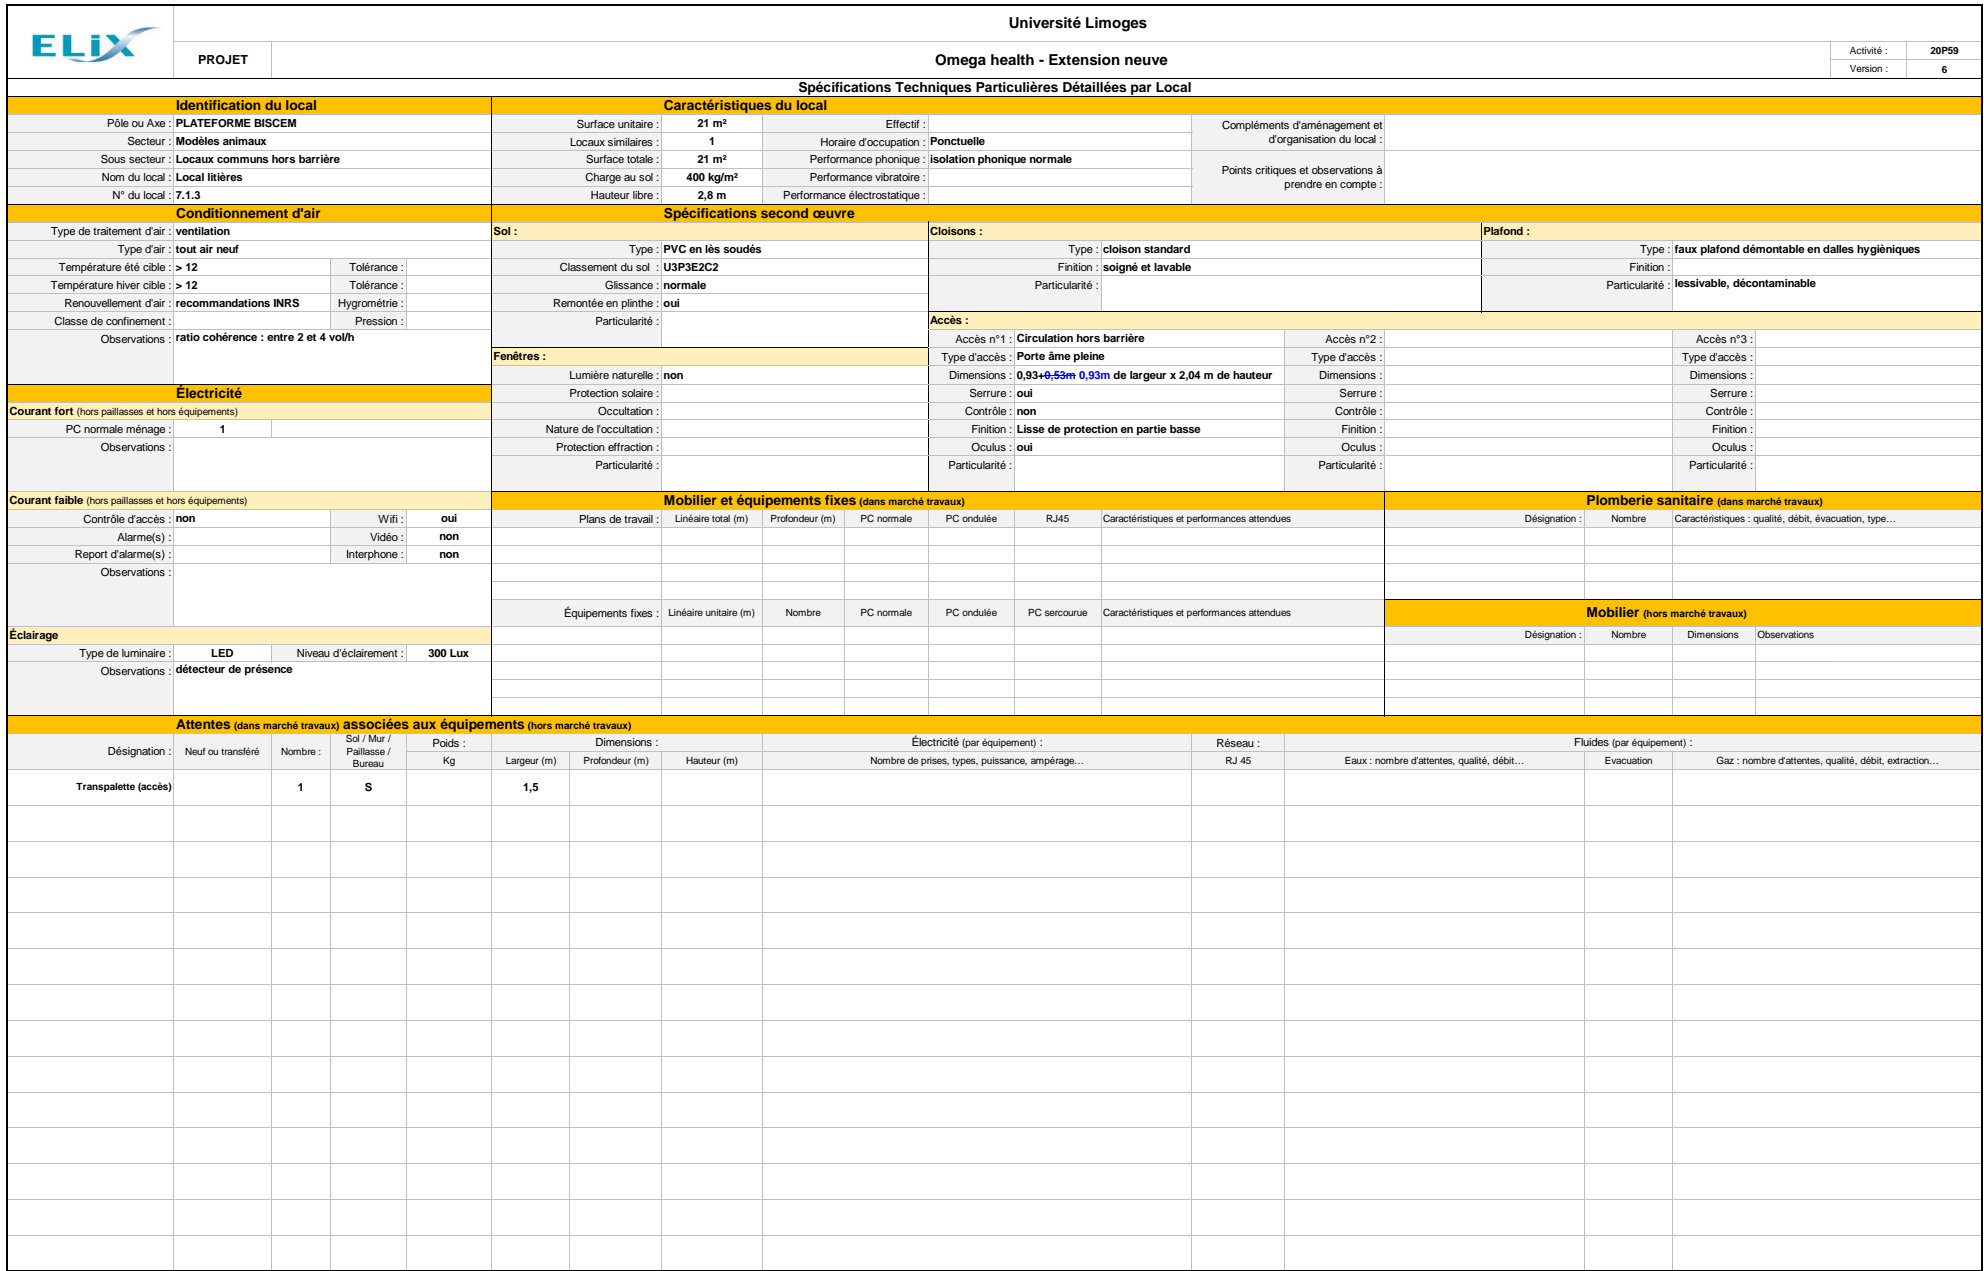 ELiX
Université Limoges
PROJET
Omega health - Extension neuve
Activité : 20P59
Version : 6
Spécifications Techniques Particulières Détaillées par Local
Identification du local
Pôle ou Axe : PLATEFORME BISCEM
Secteur : Modèles animaux
Sous secteur : Locaux communs hors barrière
Nom du local : Local litières
N° du local : 7.1.3
Caractéristiques du local
Surface unitaire : 21 m² Effectif :
Locaux similaires : 1 Horaire d'occupation : Ponctuelle
Surface totale : 21 m² Performance phonique : isolation phonique normale
Charge au sol : 400 kg/m² Performance vibratoire :
Hauteur libre : 2,8 m Performance électrostatique :
Compléments d'aménagement et
d'organisation du local :
Points critiques et observations à
prendre en compte :
Conditionnement d'air
Type de traitement d'air : ventilation
Type d'air : tout air neuf
Température été cible : > 12 Tolérance :
Température hiver cible : > 12 Tolérance :
Renouvellement d'air : recommandations INRS Hygrométrie :
Classe de confinement : Pression :
Observations : ratio cohérence : entre 2 et 4 vol/h
Électricité
Courant fort (hors paillasses et hors équipements)
PC normale ménage : 1
Observations :
Courant faible (hors paillasses et hors équipements)
Contrôle d'accès : non Wifi : oui
Alarme(s) : Vidéo : non
Report d'alarme(s) : Interphone : non
Observations :
Éclairage
Type de luminaire : LED Niveau d'éclairement : 300 Lux
Observations : détecteur de présence
Spécifications second œuvre
Sol :
Type : PVC en lès soudés
Classement du sol : U3P3E2C2
Glissance : normale
Remontée en plinthe : oui
Particularité :
Fenêtres :
Lumière naturelle : non
Protection solaire :
Occultation :
Nature de l'occultation :
Protection effraction :
Particularité :
Cloisons :
Type : cloison standard
Finition : soigné et lavable
Particularité :
Plafond :
Type : faux plafond démontable en dalles hygièniques
Finition :
Particularité : lessivable, décontaminable
Accès :
Accès n°1 : Circulation hors barrière Accès n°2 : Accès n°3 :
Type d'accès : Porte âme pleine Type d'accès : Type d'accès :
Dimensions : 0,93+0,53m 0,93m de largeur x 2,04 m de hauteur Dimensions : Dimensions :
Serrure : oui Serrure : Serrure :
Contrôle : non Contrôle : Contrôle :
Finition : Lisse de protection en partie basse Finition : Finition :
Oculus : oui Oculus : Oculus :
Particularité : Particularité : Particularité :
Mobilier et équipements fixes (dans marché travaux)
Plans de travail : Linéaire total (m) Profondeur (m) PC normale PC ondulée RJ45 Caractéristiques et performances attendues
Équipements fixes : Linéaire unitaire (m) Nombre PC normale PC ondulée PC sercourue Caractéristiques et performances attendues
Plomberie sanitaire (dans marché travaux)
Désignation : Nombre Caractéristiques : qualité, débit, évacuation, type…
Mobilier (hors marché travaux)
Désignation : Nombre Dimensions Observations
Attentes (dans marché travaux) associées aux équipements (hors marché travaux)
Désignation : Neuf ou transféré Nombre : Sol / Mur /
Paillasse /
Bureau
Poids : Dimensions : Électricité (par équipement) : Réseau : Fluides (par équipement) :
Kg Largeur (m) Profondeur (m) Hauteur (m) Nombre de prises, types, puissance, ampérage… RJ 45 Eaux : nombre d'attentes, qualité, débit… Evacuation Gaz : nombre d'attentes, qualité, débit, extraction…
Transpalette (accès) 1 S 1,5